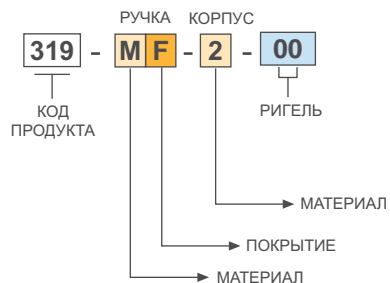 РУЧКА КОРПУС
319 - M F - 2 - 00
КОД
ПРОДУКТА
РИГЕЛЬ
МАТЕРИАЛ
ПОКРЫТИЕ
МАТЕРИАЛ